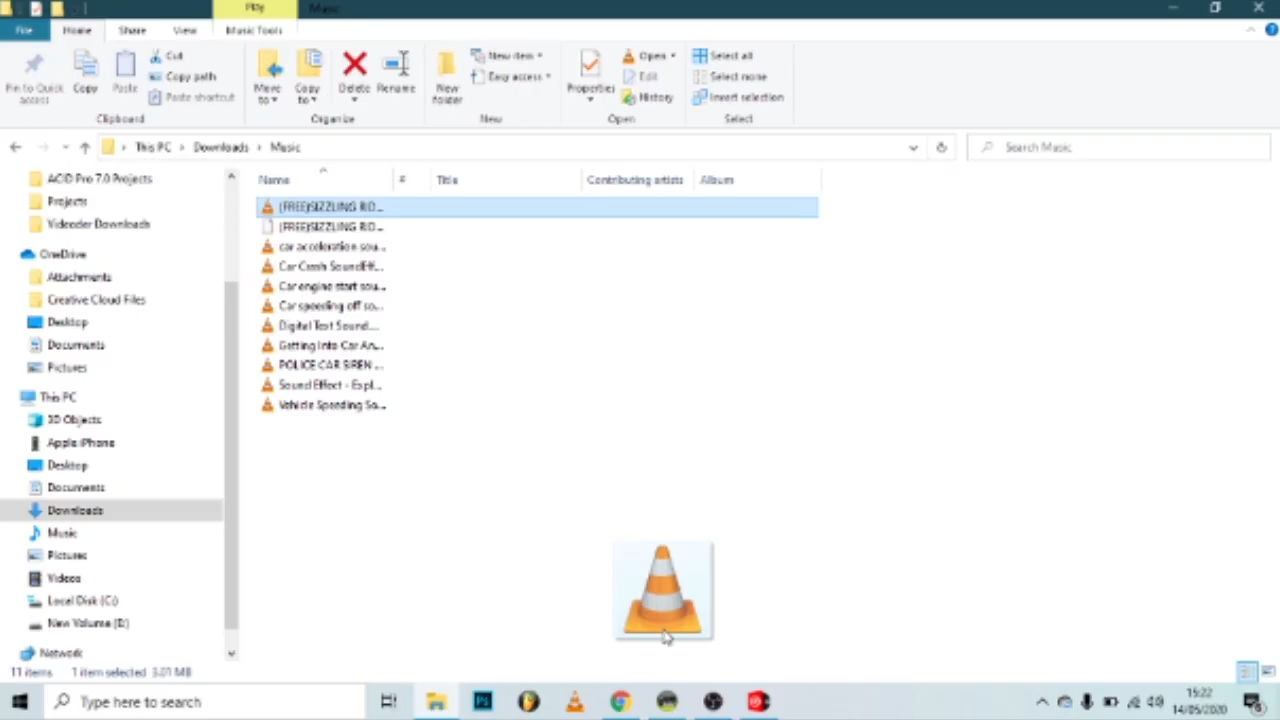 Play
Music
File
Home
Share
View
Music Tools
Pin to Quick access
Copy
Paste
Cut
Copy path
Paste shortcut
Clipboard
Move to
Copy to
Delete
Rename
Organize
New folder
New item
Easy access
New
Properties
Open
Edit
History
Open
Select all
Select none
Invert selection
Select
This PC
Downloads
Music
Search Music
ACID Pro 7.0 Projects
Projects
Videoder Downloads
OneDrive
Attachments
Creative Cloud Files
Desktop
Documents
Pictures
This PC
3D Objects
Apple iPhone
Desktop
Documents
Downloads
Music
Pictures
Videos
Local Disk (C:)
Network
Name
#
Title
Contributing artists
Album
(FREE)SIZZLING RID...
(FREE)SIZZLING RID...
car acceleration sou...
Car Crash SoundEff...
Car engine start sou...
Car speeding off so...
Digital Text Sound....
Getting Into Car An...
POLICE CAR SIREN ...
Sound Effect - Expl...
Vehicle Speeding So...
11 items
1 item selected
Type here to search
15:22
14/05/2020